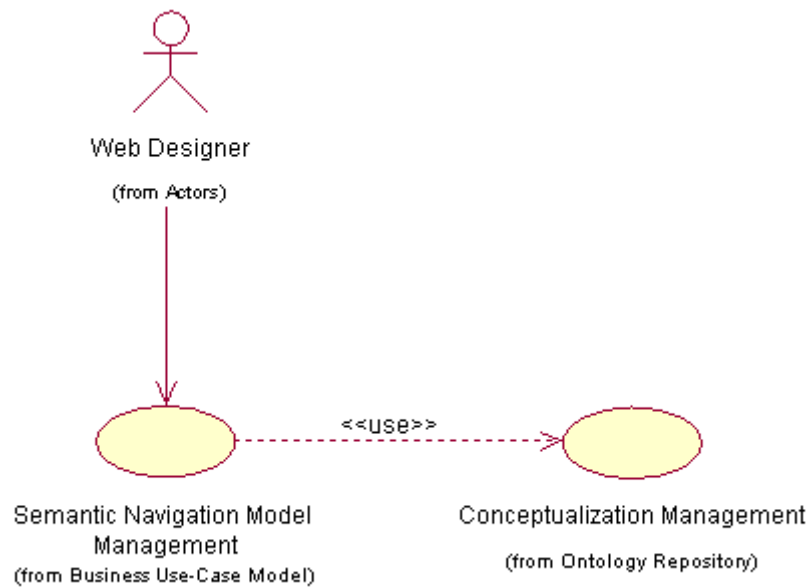 Web Designer
(from Actors)
<<use>>
Semantic Navigation Model
Management
(from Business Use-Case Model)
Conceptualization Management
(from Ontology Repository)